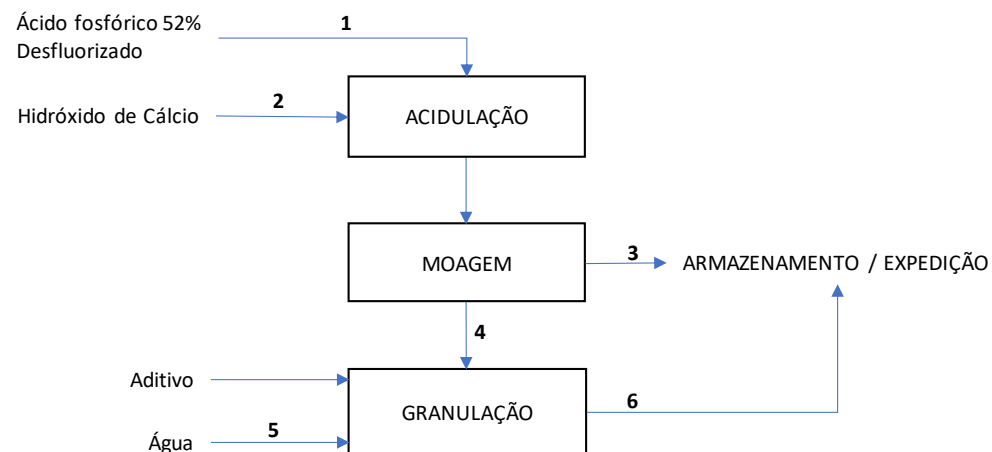 Ácido fosfórico 52%
Desfluorizado
1
Hidróxido de Cálcio
2
ACIDULAÇÃO
MOAGEM
3
ARMAZENAMENTO / EXPEDIÇÃO
4
Aditivo
GRANULAÇÃO
6
Água
5